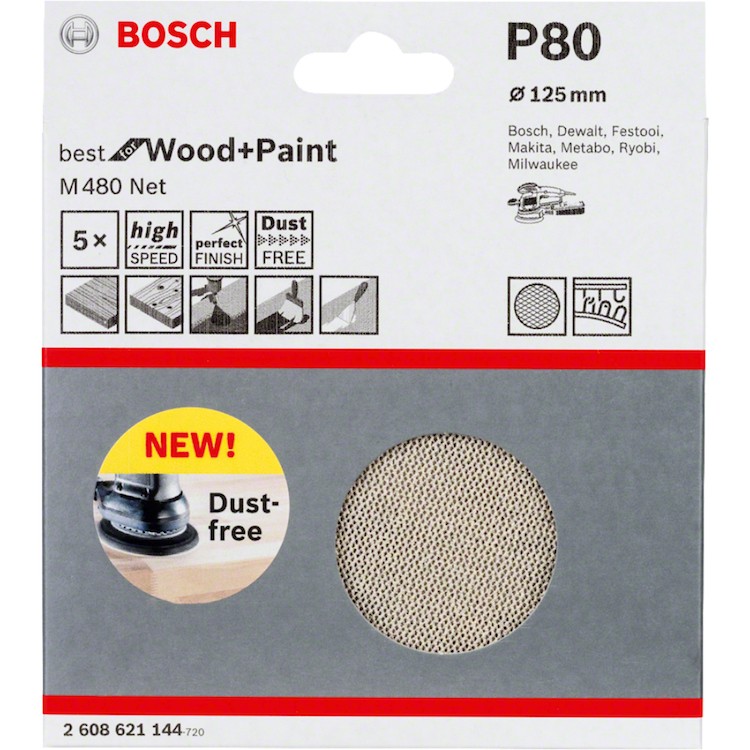 BOSCH
P80
Ø 125 mm
Bosch, Dewalt, Festool,
Makita, Metabo, Ryobi,
Milwaukee
best for Wood+Paint
M 480 Net
5×
high
SPEED
perfect
FINISH
Dust
FREE
NEW!
Dust-
free
2 608 621 144-720